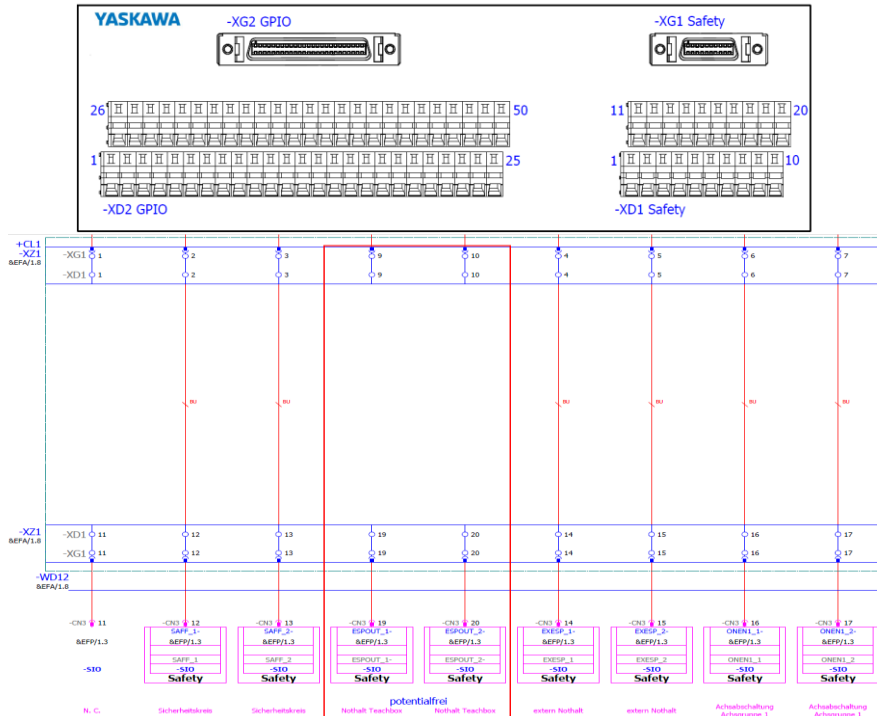 YASKAWA
-XG2 GPIO
-XG1 Safety
26 50 11 20
1 25 1 10
-XD2 GPIO
-XD1 Safety
+CL1
-XZ1
&EFA/1.8
-XG1 1 2 3 9 10 4 5 6 7
-XD1 1 2 3 9 10 4 5 6 7
BU BU BU BU BU BU
-XZ1
&EFA/1.8
-XD1 11 12 13 19 20 14 15 16 17
-XG1 11 12 13 19 20 14 15 16 17
-WD12
&EFA/1.8
-CN3 11 -CN3 12 -CN3 13 -CN3 19 -CN3 20 -CN3 14 -CN3 15 -CN3 16 -CN3 17
SAFF_1- SAFF_2- ESPOUT_1- ESPOUT_2- EXESP_1- EXESP_2- ONEN1_1- ONEN1_2-
&EFP/1.3 &EFP/1.3 &EFP/1.3 &EFP/1.3 &EFP/1.3 &EFP/1.3 &EFP/1.3 &EFP/1.3 &EFP/1.3
SAFF_1 SAFF_2 ESPOUT_1- ESPOUT_2- EXESP_1 EXESP_2 ONEN1_1 ONEN1_2
-SIO -SIO -SIO -SIO -SIO -SIO -SIO -SIO -SIO
Safety Safety Safety Safety Safety Safety Safety Safety
potentialfrei
N. C. Sicherheitskreis Sicherheitskreis Nothalt Teachbox Nothalt Teachbox extern Nothalt extern Nothalt Achsabschaltung Achsabschaltung
Achsgruppe 1 Achsgruppe 1